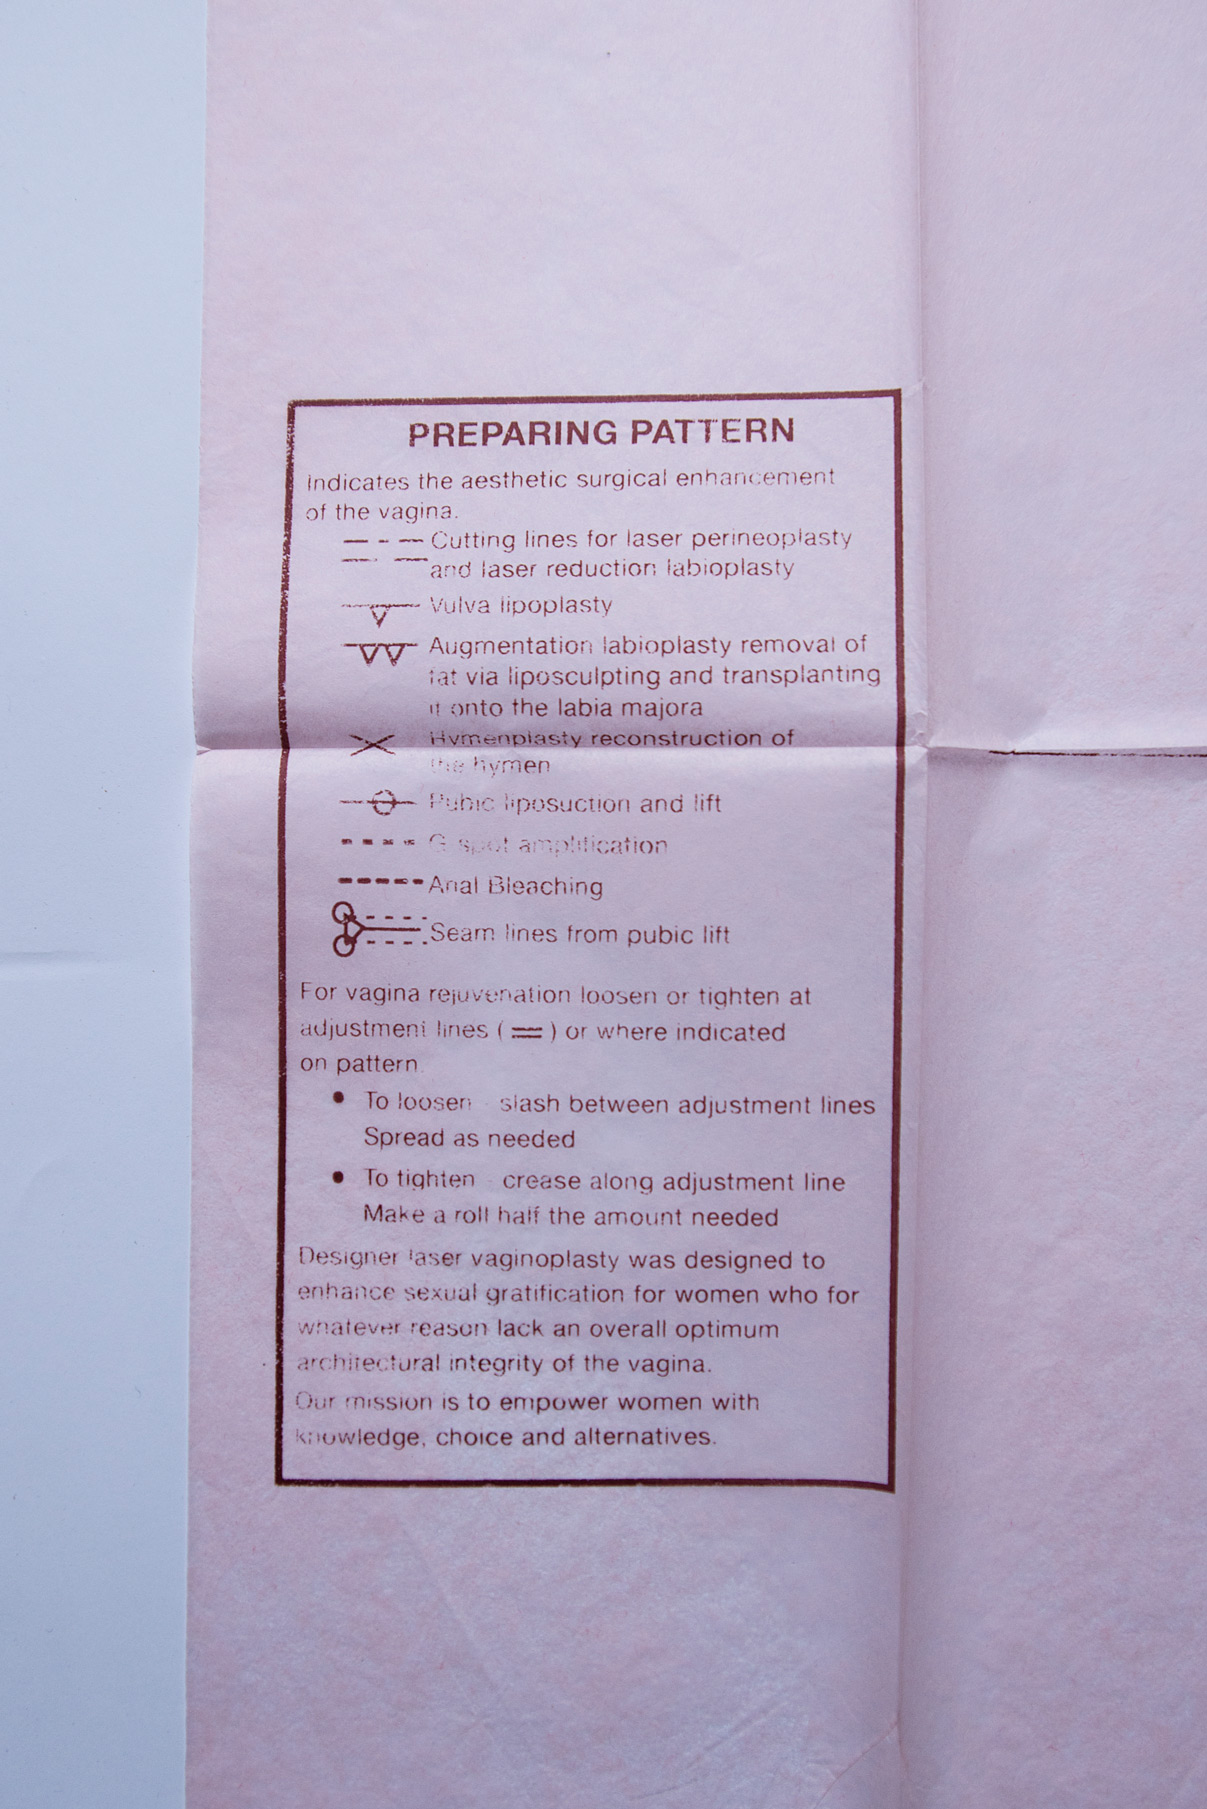 PREPARING PATTERN
Indicates the aesthetic surgical enhancement
of the vagina.
Cutting lines for laser perineoplasty
and laser reduction labioplasty
Vulva lipoplasty
Augmentation labioplasty removal of
fat via liposculpting and transplanting
it onto the labia majora
Hymenplasty reconstruction of
the hymen
Pubic liposuction and lift
G spot amplification
Anal Bleaching
Seam lines from pubic lift
For vagina rejuvenation loosen or tighten at
adjustment lines ( = ) or where indicated
on pattern
• To loosen slash between adjustment lines
Spread as needed
• To tighten crease along adjustment line
Make a roll half the amount needed
Designer laser vaginoplasty was designed to
enhance sexual gratification for women who for
whatever reason lack an overall optimum
architectural integrity of the vagina.
Our mission is to empower women with
knowledge, choice and alternatives.